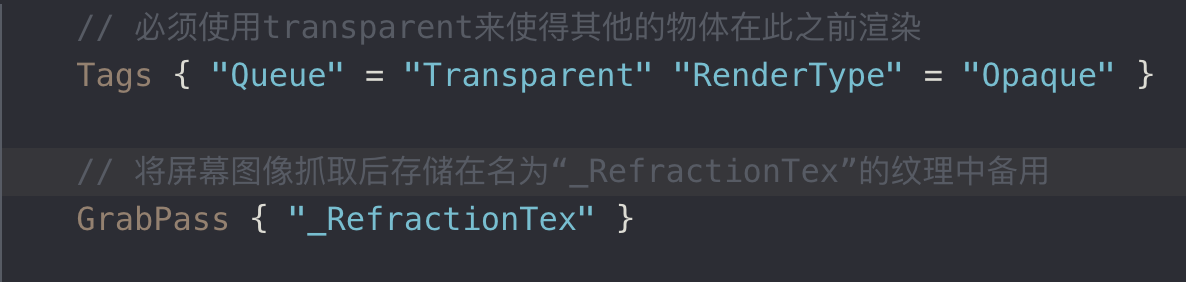 // 必须使用transparent来使得其他的物体在此之前渲染
Tags { "Queue" = "Transparent" "RenderType" = "Opaque" }
// 将屏幕图像抓取后存储在名为“_RefractionTex”的纹理中备用
GrabPass { "_RefractionTex" }